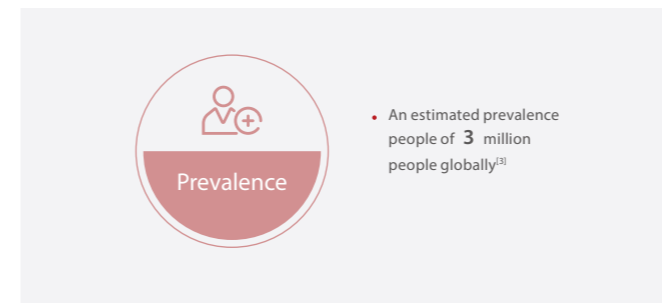 Prevalence
• An estimated prevalence
people of 3 million
people globally[3]